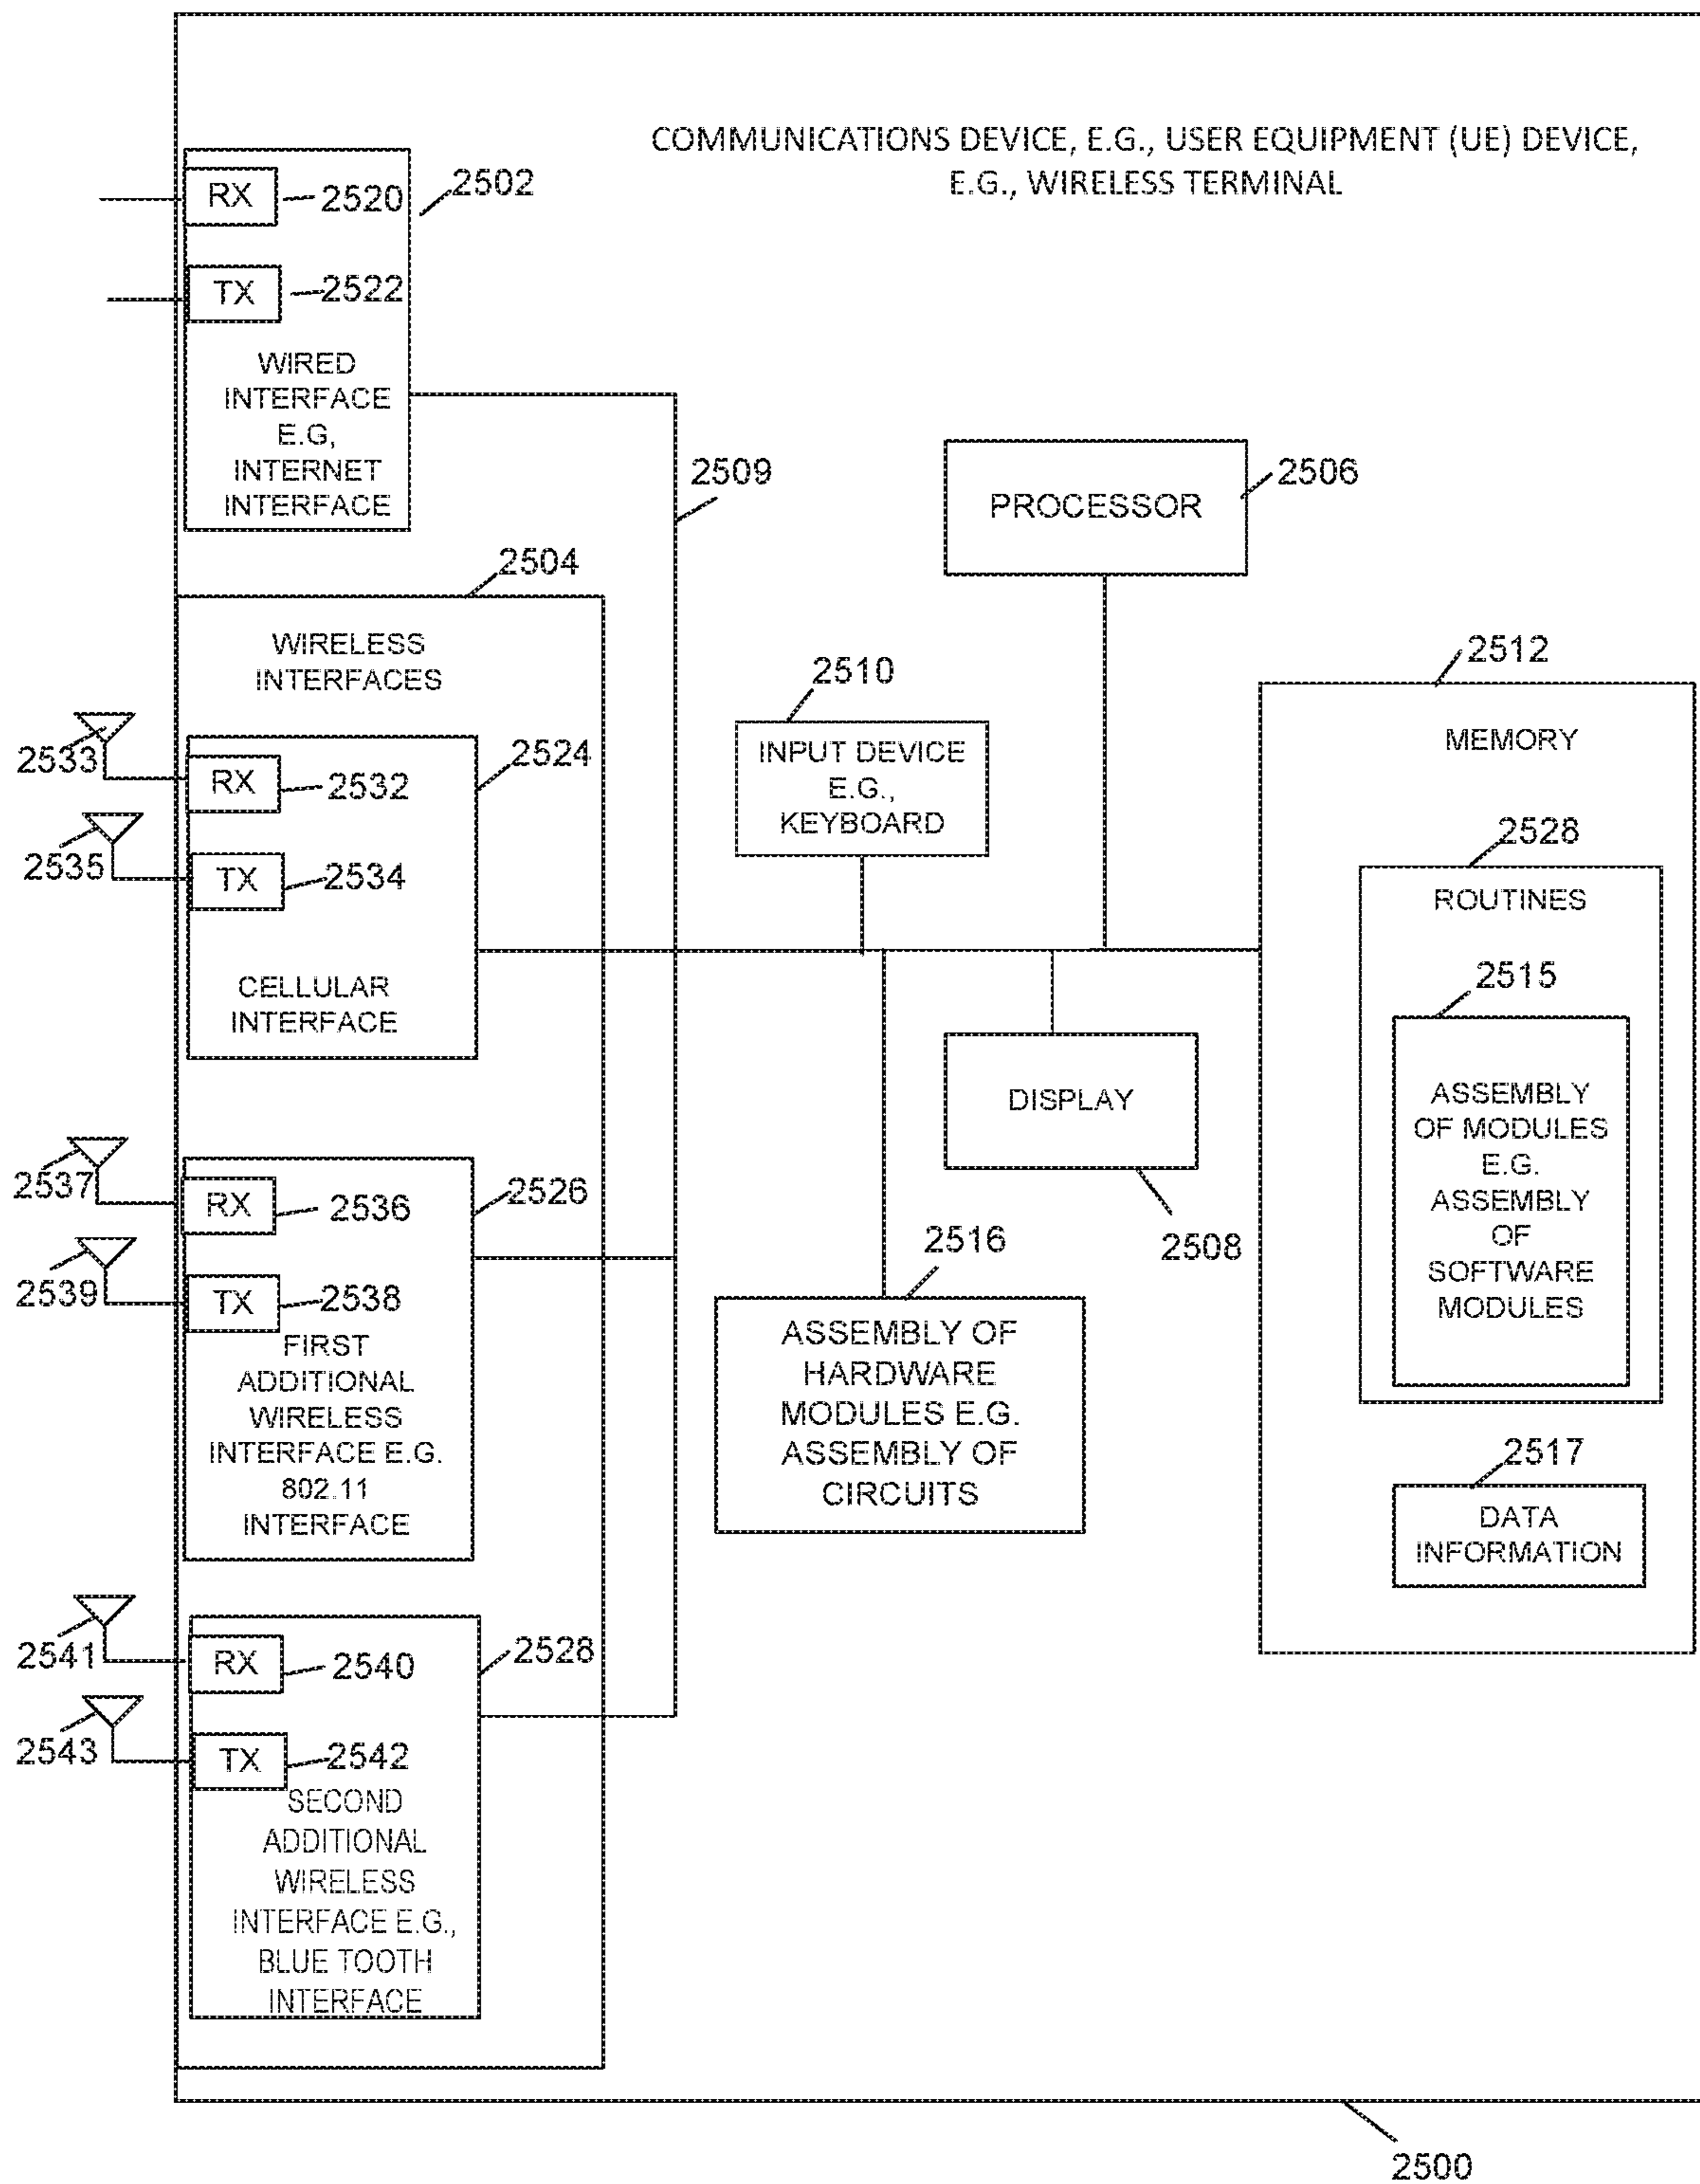 COMMUNICATIONS DEVICE, E.G., USER EQUIPMENT (UE) DEVICE,
E.G., WIRELESS TERMINAL
RX
2520
2502
TX
2522
WIRED
INTERFACE
E.G,
INTERNET
INTERFACE
2509
PROCESSOR
2506
2504
WIRELESS
INTERFACES
2533
RX
2532
2524
2535
TX
2534
CELLULAR
INTERFACE
2510
INPUT DEVICE
E.G.,
KEYBOARD
2512
MEMORY
2528
ROUTINES
2515
ASSEMBLY
OF MODULES
E.G.
ASSEMBLY
OF
SOFTWARE
MODULES
2517
DATA
INFORMATION
DISPLAY
2508
2516
ASSEMBLY OF
HARDWARE
MODULES E.G.
ASSEMBLY OF
CIRCUITS
2537
RX
2536
2526
2539
TX
2538
FIRST
ADDITIONAL
WIRELESS
INTERFACE E.G.
802.11
INTERFACE
2541
RX
2540
2528
2543
TX
2542
SECOND
ADDITIONAL
WIRELESS
INTERFACE E.G.,
BLUE TOOTH
INTERFACE
2500